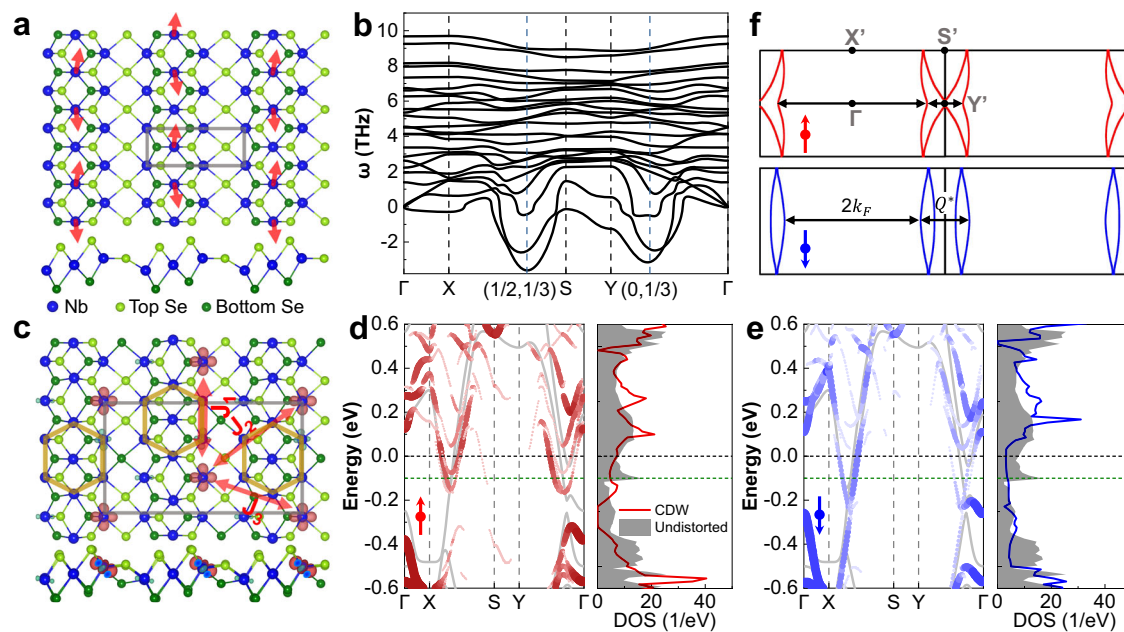 a
Nb
Top Se
Bottom Se
b
ω (THz)
10
8
6
4
2
0
-2
Γ
X
(1/2,1/3)
S
Y
(0,1/3)
Γ
f
X'
S'
Γ
Y'
2k_F
Q*
c
J1
J2
J3
d
Energy (eV)
0.6
0.4
0.2
0.0
-0.2
-0.4
-0.6
Γ
X
S
Y
Γ
CDW
Undistorted
0
20
40
DOS (1/eV)
e
Energy (eV)
0.6
0.4
0.2
0.0
-0.2
-0.4
-0.6
Γ
X
S
Y
Γ
0
20
40
DOS (1/eV)